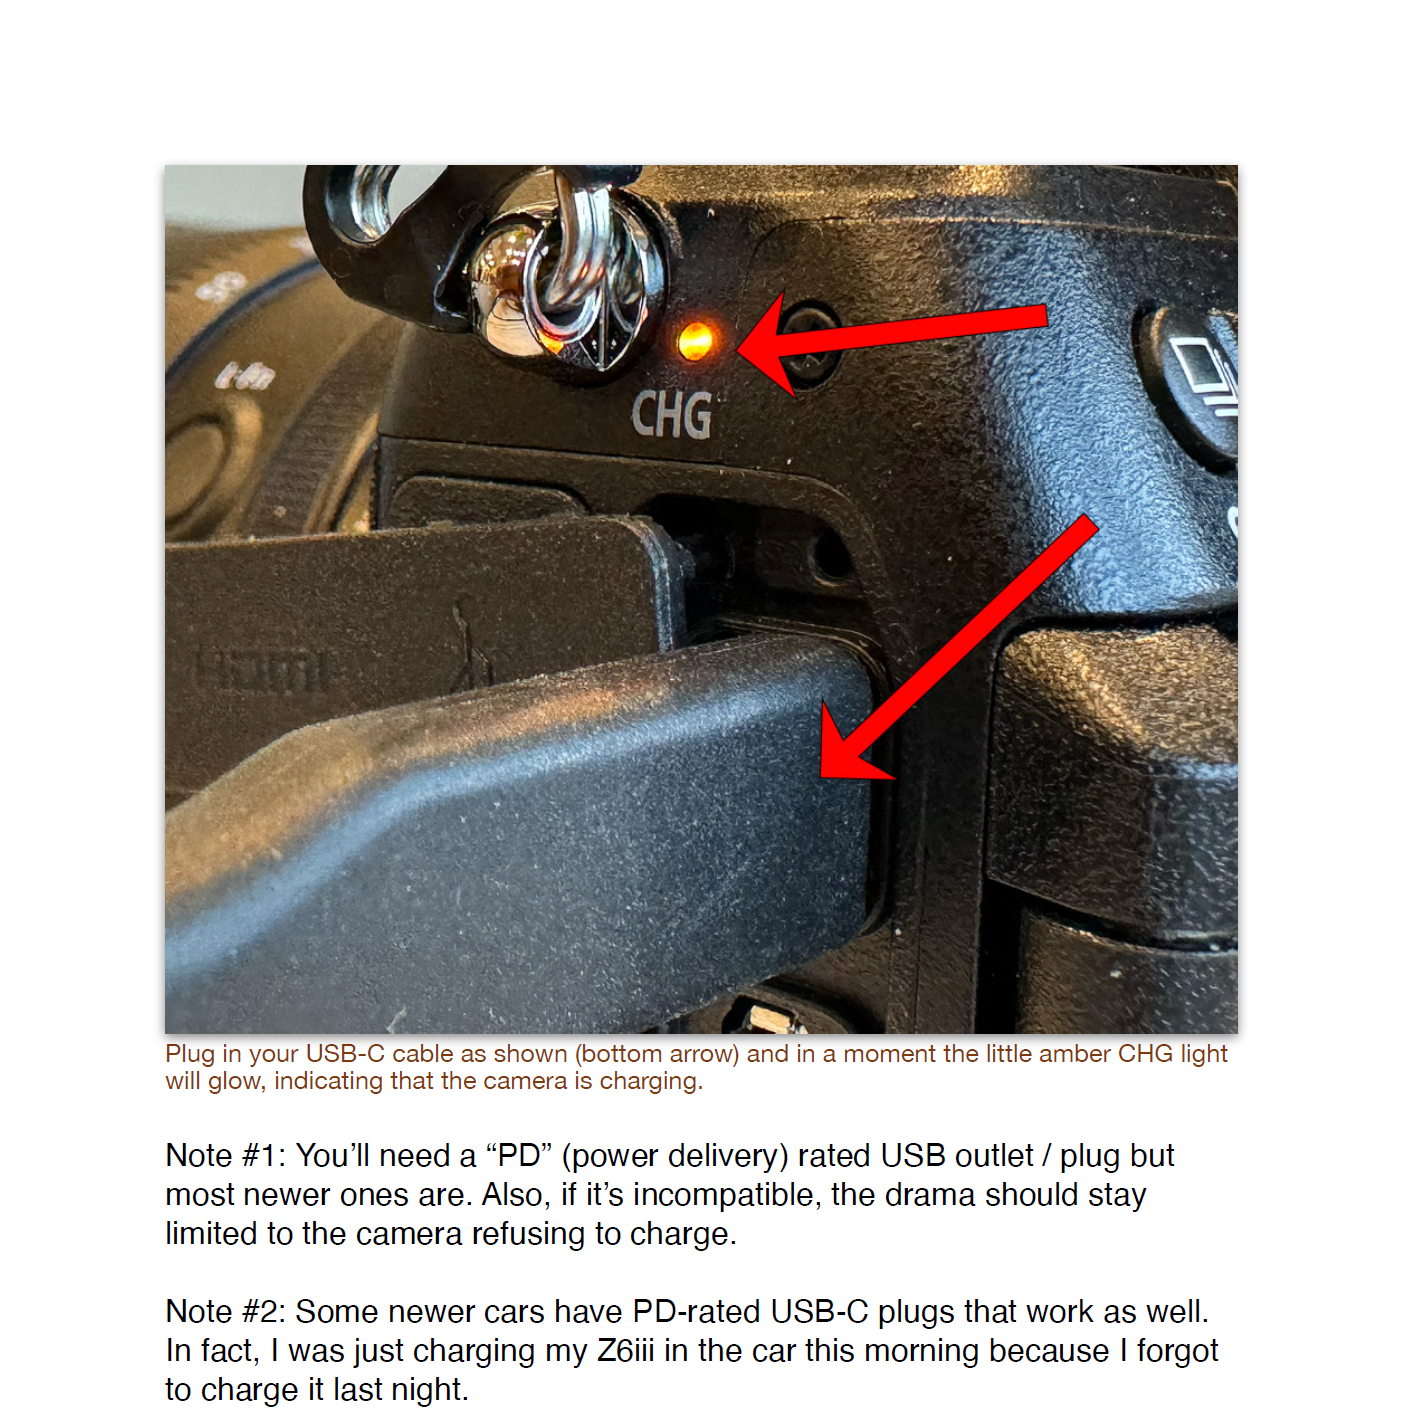 CHG
HDMI
Plug in your USB-C cable as shown (bottom arrow) and in a moment the little amber CHG light
will glow, indicating that the camera is charging.
Note #1: You’ll need a “PD” (power delivery) rated USB outlet / plug but
most newer ones are. Also, if it’s incompatible, the drama should stay
limited to the camera refusing to charge.
Note #2: Some newer cars have PD-rated USB-C plugs that work as well.
In fact, I was just charging my Z6iii in the car this morning because I forgot
to charge it last night.